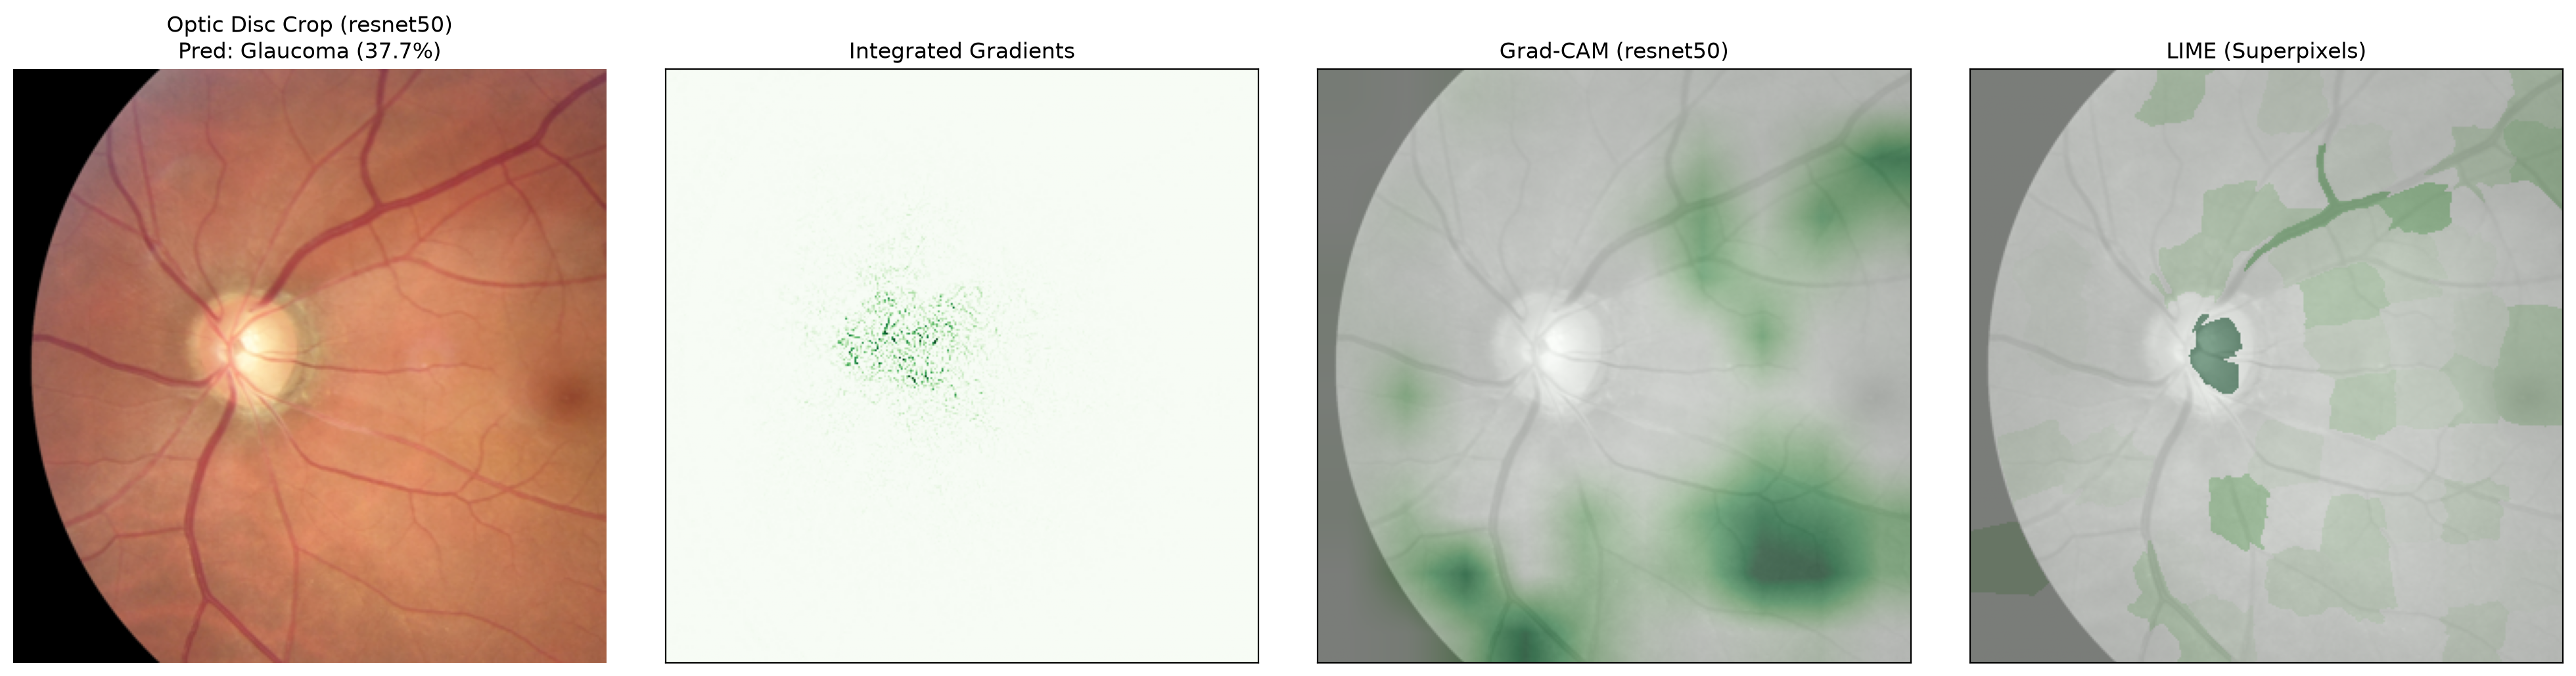 Optic Disc Crop (resnet50)
Pred: Glaucoma (37.7%)
Integrated Gradients
Grad-CAM (resnet50)
LIME (Superpixels)